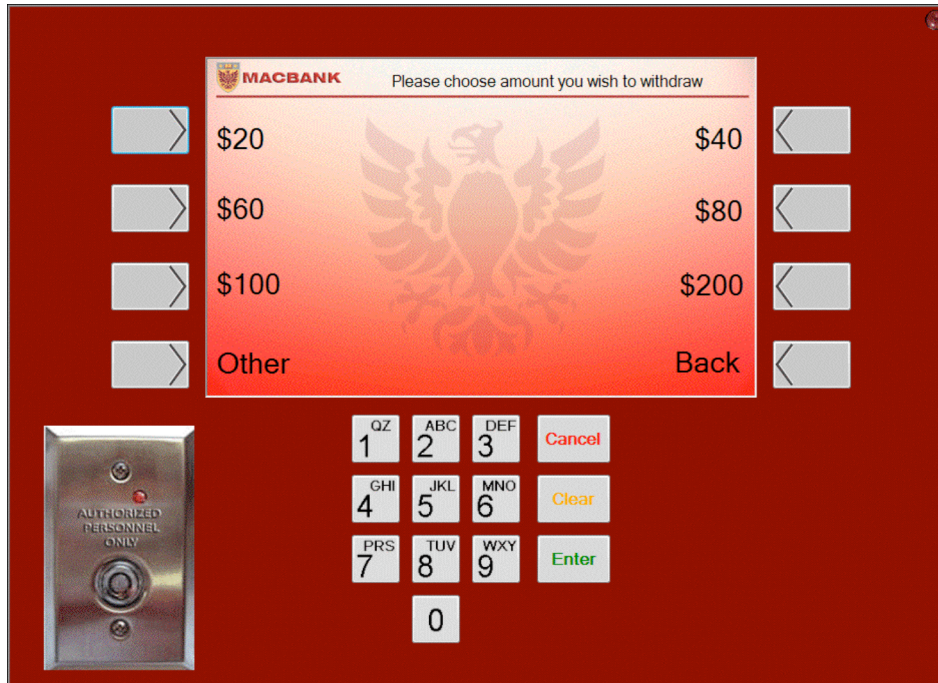 MACBANK Please choose amount you wish to withdraw
$20 $40
$60 $80
$100 $200
Other Back
QZ ABC DEF
1 2 3 Cancel
GHI JKL MNO
4 5 6 Clear
PRS TUV WXY
7 8 9 Enter
0
AUTHORIZED
PERSONNEL
ONLY